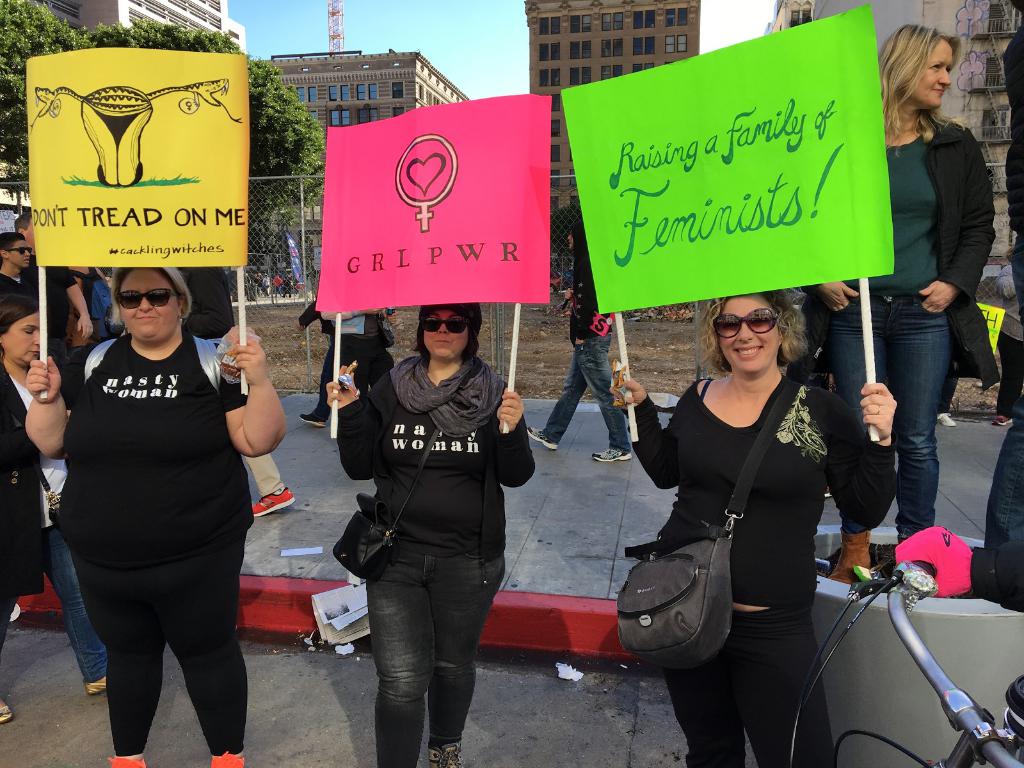 DON'T TREAD ON ME
#cacklingwitches
GRLPWR
Raising a Family of
Feminists!
nasty
woman
nasty
woman